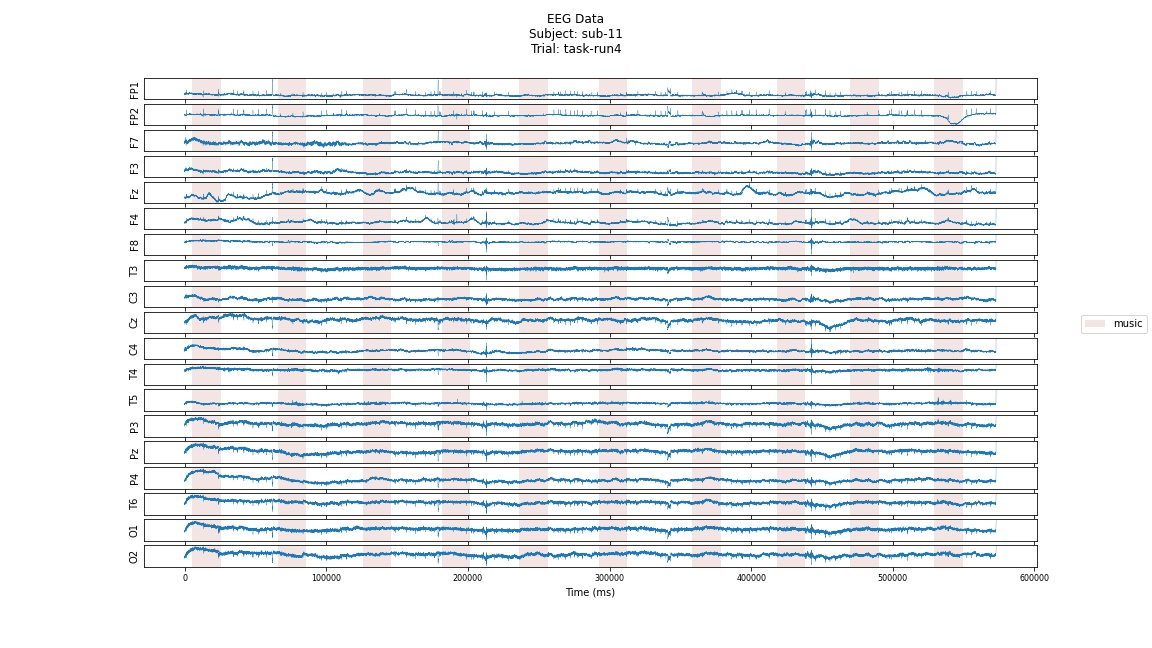 EEG Data
Subject: sub-11
Trial: task-run4
FP1
FP2
F7
F3
Fz
F4
F8
T3
C3
Cz
C4
T4
T5
P3
Pz
P4
T6
O1
O2
music
0 100000 200000 300000 400000 500000 600000
Time (ms)